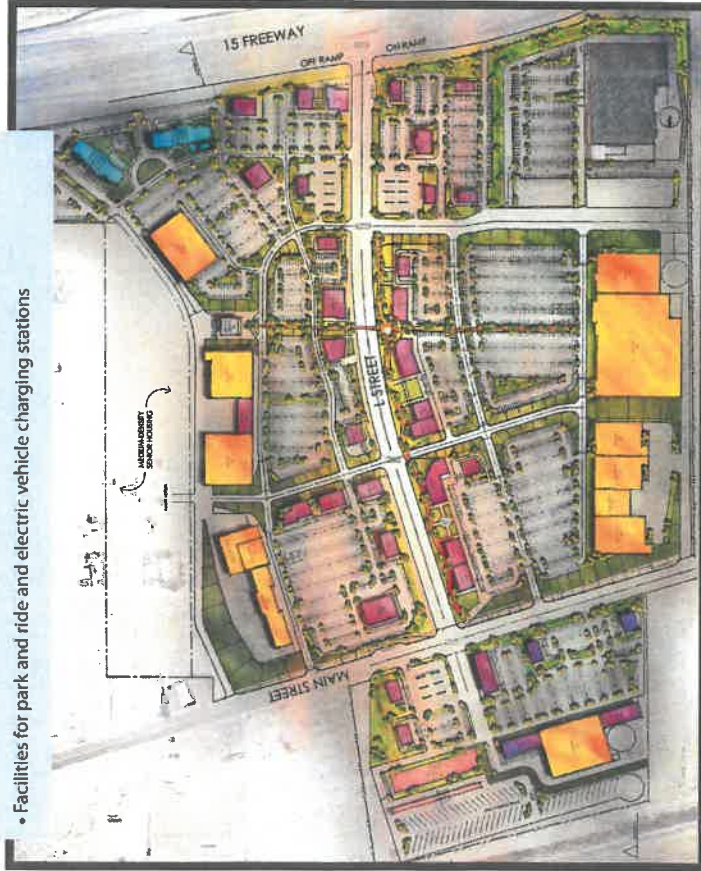 • Facilities for park and ride and electric vehicle charging stations
15 FREEWAY
OFF RAMP
ON RAMP
L STREET
MEDIUM-DENSITY
SENIOR HOUSING
MAIN STREET